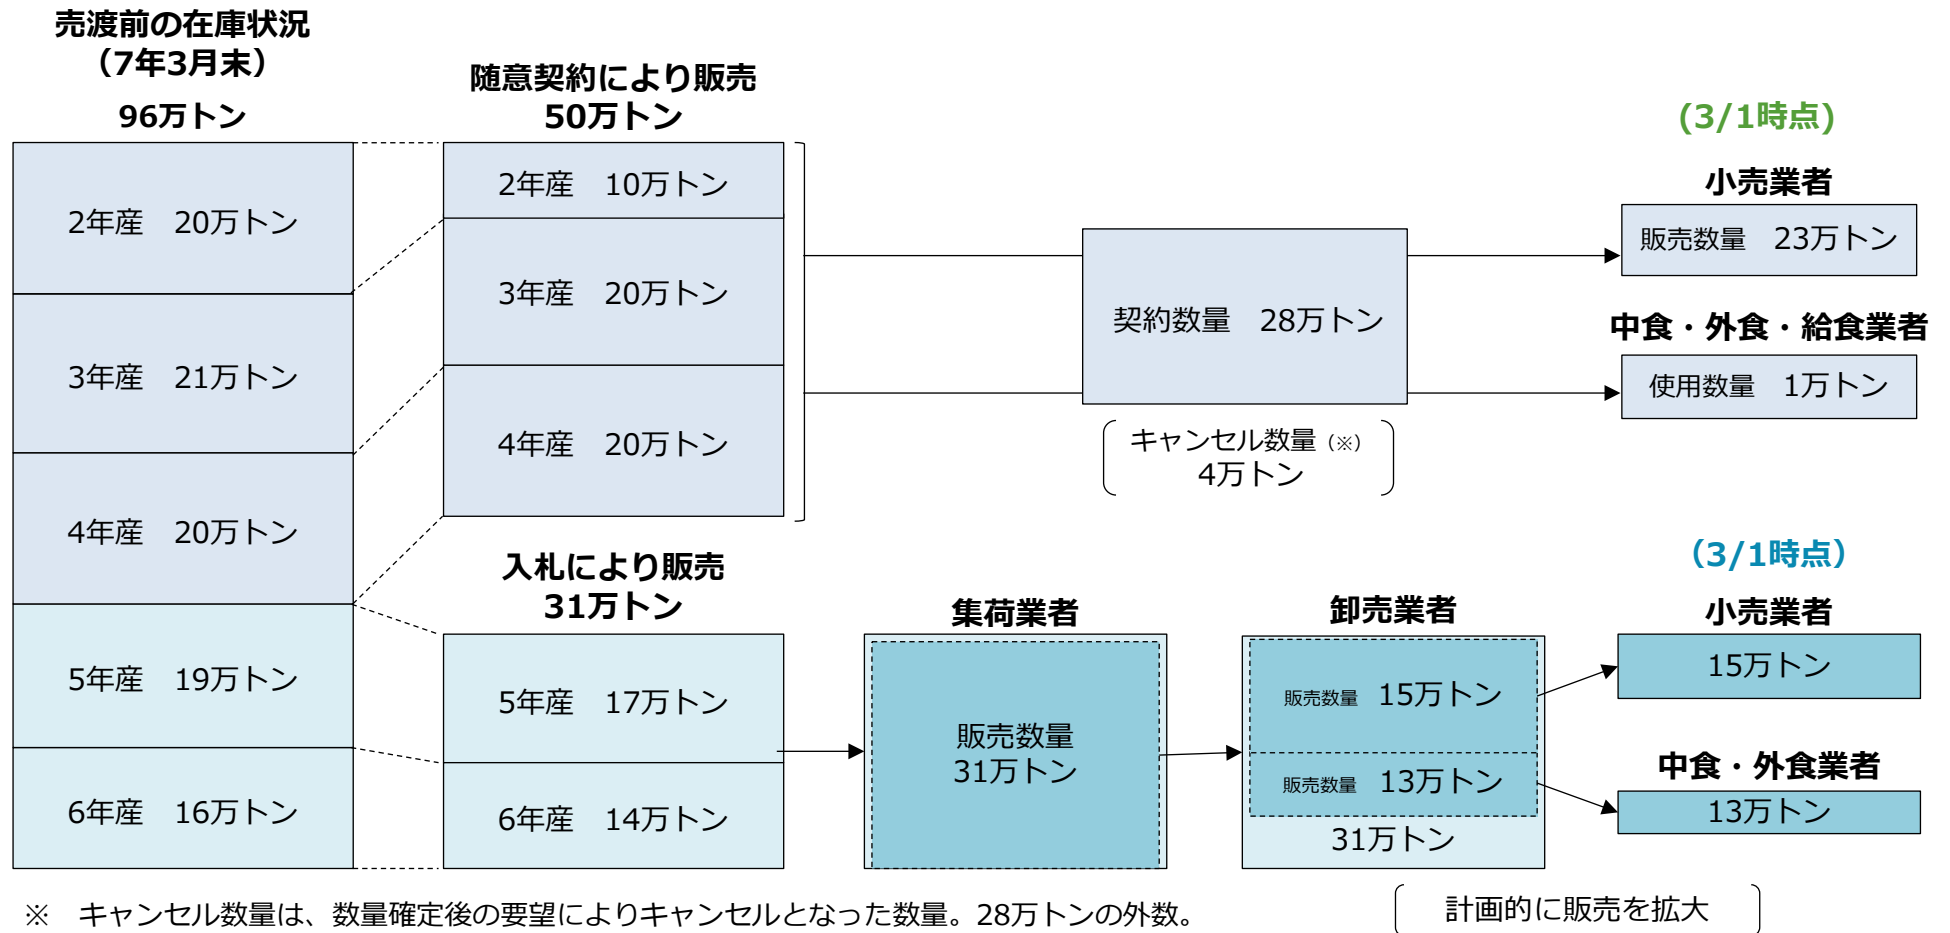 売渡前の在庫状況
（7年3月末）
96万トン
2年産　20万トン
3年産　21万トン
4年産　20万トン
5年産　19万トン
6年産　16万トン
随意契約により販売
50万トン
2年産　10万トン
3年産　20万トン
4年産　20万トン
契約数量　28万トン
キャンセル数量（※）
4万トン
(3/1時点)
小売業者
販売数量　23万トン
中食・外食・給食業者
使用数量　1万トン
入札により販売
31万トン
5年産　17万トン
6年産　14万トン
集荷業者
販売数量
31万トン
卸売業者
販売数量　15万トン
販売数量　13万トン
31万トン
（3/1時点）
小売業者
15万トン
中食・外食業者
13万トン
計画的に販売を拡大
※　キャンセル数量は、数量確定後の要望によりキャンセルとなった数量。28万トンの外数。